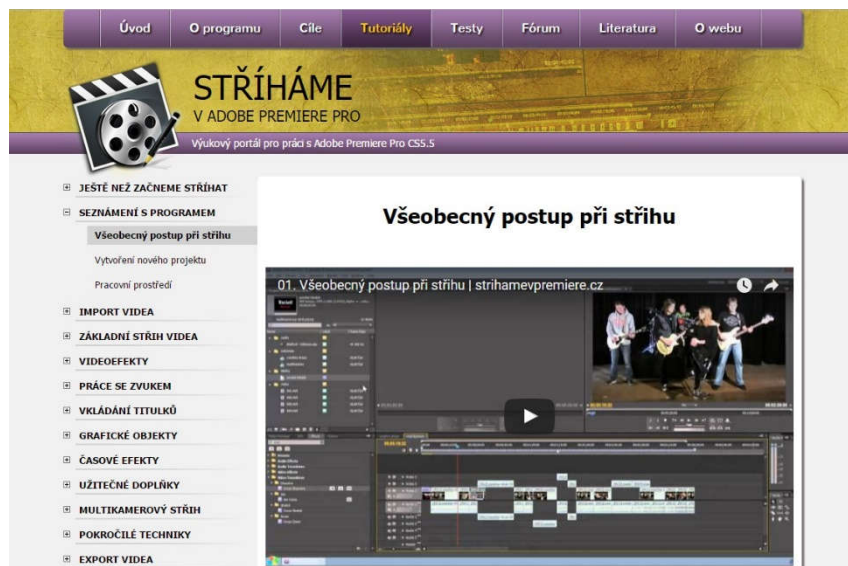 Úvod
O programu
Cíle
Tutoriály
Testy
Fórum
Literatura
O webu
STŘÍHÁME
V ADOBE PREMIERE PRO
Výukový portál pro práci s Adobe Premiere Pro CS5.5
JEŠTĚ NEŽ ZAČNEME STŘÍHAT
SEZNÁMENÍ S PROGRAMEM
Všeobecný postup při střihu
Vytvoření nového projektu
Pracovní prostředí
IMPORT VIDEA
ZÁKLADNÍ STŘIH VIDEA
VIDEOEFEKTY
PRÁCE SE ZVUKEM
VKLÁDÁNÍ TITULKŮ
GRAFICKÉ OBJEKTY
ČASOVÉ EFEKTY
UŽITEČNÉ DOPLŇKY
MULTIKAMEROVÝ STŘIH
POKROČILÉ TECHNIKY
EXPORT VIDEA
Všeobecný postup při střihu
01. Všeobecný postup při střihu | strihamevpremiere.cz